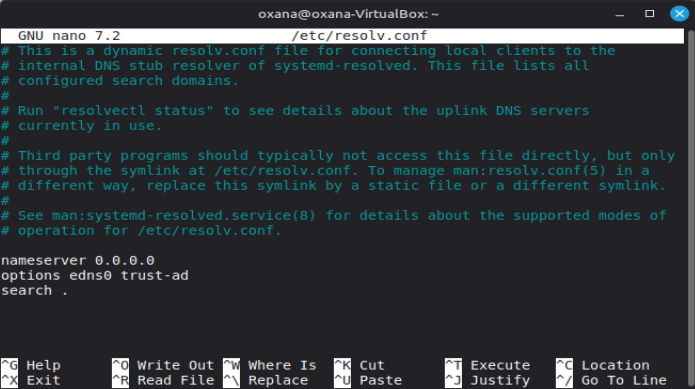 oxana@oxana-VirtualBox: ~
GNU nano 7.2 /etc/resolv.conf
# This is a dynamic resolv.conf file for connecting local clients to the
# internal DNS stub resolver of systemd-resolved. This file lists all
# configured search domains.
#
# Run "resolvectl status" to see details about the uplink DNS servers
# currently in use.
#
# Third party programs should typically not access this file directly, but only
# through the symlink at /etc/resolv.conf. To manage man:resolv.conf(5) in a
# different way, replace this symlink by a static file or a different symlink.
#
# See man:systemd-resolved.service(8) for details about the supported modes of
# operation for /etc/resolv.conf.
nameserver 0.0.0.0
options edns0 trust-ad
search .
^G Help ^O Write Out ^W Where Is ^K Cut ^T Execute ^C Location
^X Exit ^R Read File ^\ Replace ^U Paste ^J Justify ^/ Go To Line